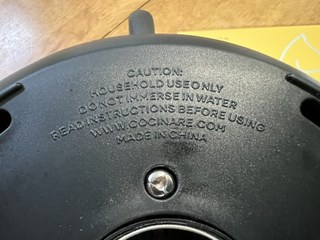 CAUTION:
HOUSEHOLD USE ONLY
DO NOT IMMERSE IN WATER
READ INSTRUCTIONS BEFORE USING
WWW.COCINARE.COM
MADE IN CHINA